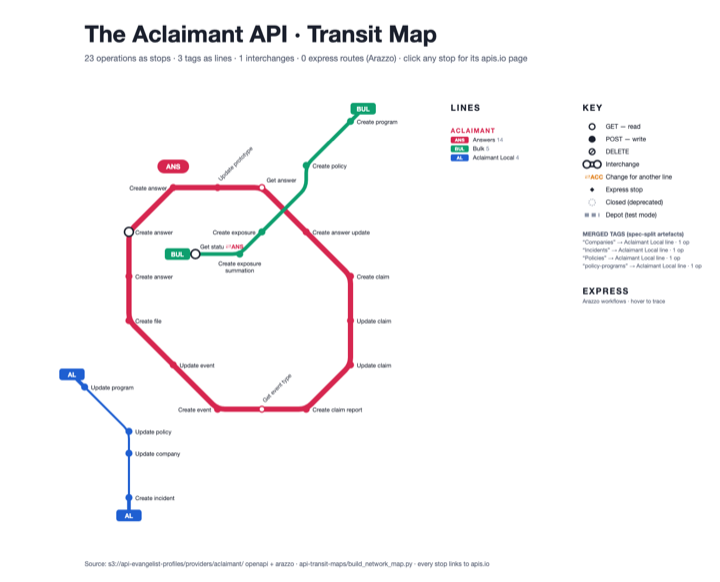 The Aclaimant API · Transit Map
23 operations as stops · 3 tags as lines · 1 interchanges · 0 express routes (Arazzo) · click any stop for its apis.io page
BUL
Create program
LINES
KEY
GET — read
POST — write
DELETE
Interchange
⇄ACC Change for another line
Express stop
Closed (deprecated)
Depot (test mode)
ACLAIMANT
ANS Answers 14
BUL Bulk 5
AL Aclaimant Local 4
MERGED TAGS (spec-split artefacts)
"Companies" → Aclaimant Local line · 1 op
"Incidents" → Aclaimant Local line · 1 op
"Policies" → Aclaimant Local line · 1 op
"policy-programs" → Aclaimant Local line · 1 op
EXPRESS
Arazzo workflows · hover to trace
ANS
Update prototype
Create policy
Get answer
Create answer
Create answer
Create exposure
Create answer update
BUL
Get statu ⇄ANS
Create exposure
summation
Create answer
Create claim
Create file
Update claim
Update event
Update claim
Get event type
AL
Update program
Create event
Create claim report
Update policy
Update company
Create incident
AL
Source: s3://api-evangelist-profiles/providers/aclaimant/ openapi + arazzo · api-transit-maps/build_network_map.py · every stop links to apis.io